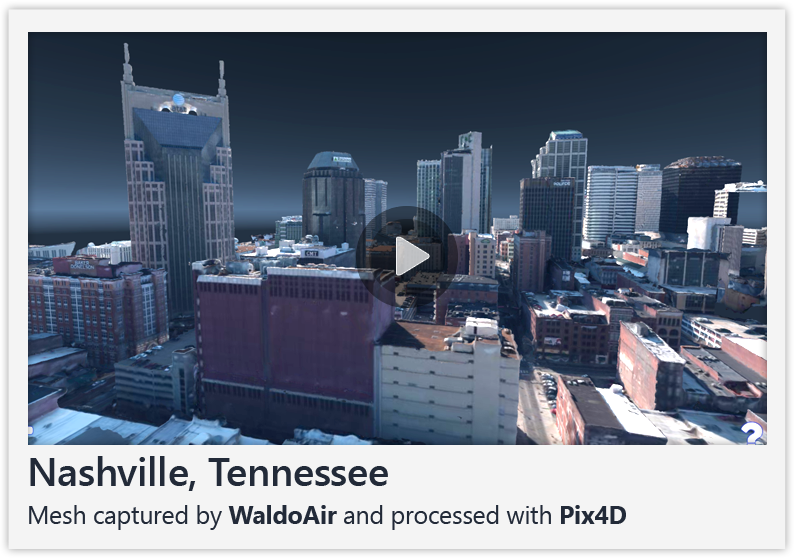 Nashville, Tennessee
Mesh captured by WaldoAir and processed with Pix4D
?